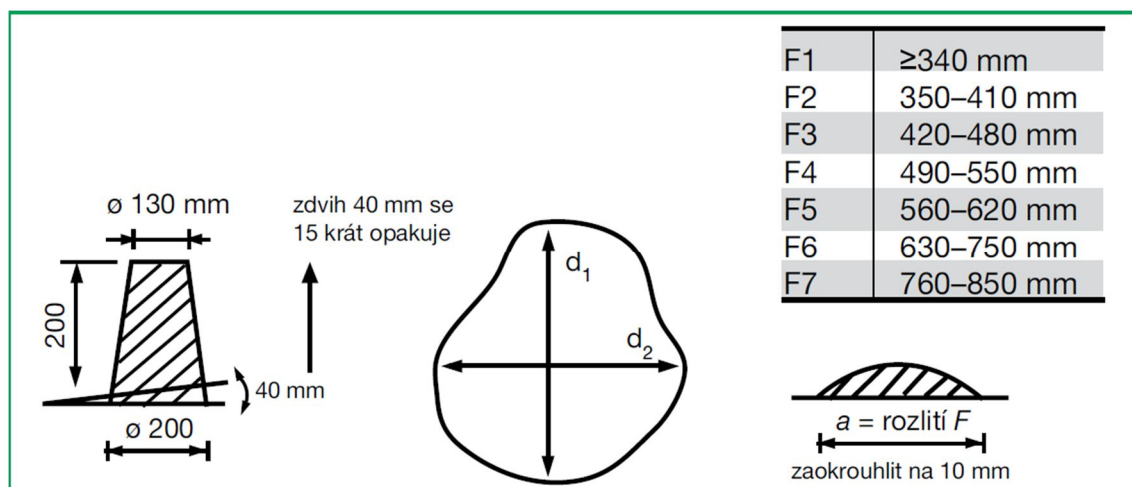 F1 ≥340 mm
F2 350–410 mm
F3 420–480 mm
F4 490–550 mm
F5 560–620 mm
F6 630–750 mm
F7 760–850 mm
ø 130 mm
zdvih 40 mm se
15 krát opakuje
200
40 mm
ø 200
d1
d2
a = rozlití F
zaokrouhlit na 10 mm